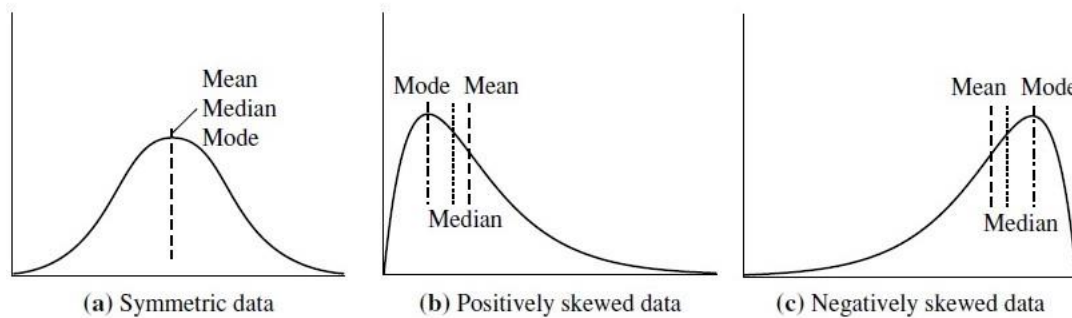 Mean
Median
Mode
(a) Symmetric data
Mode Mean
Median
(b) Positively skewed data
Mean Mode
Median
(c) Negatively skewed data